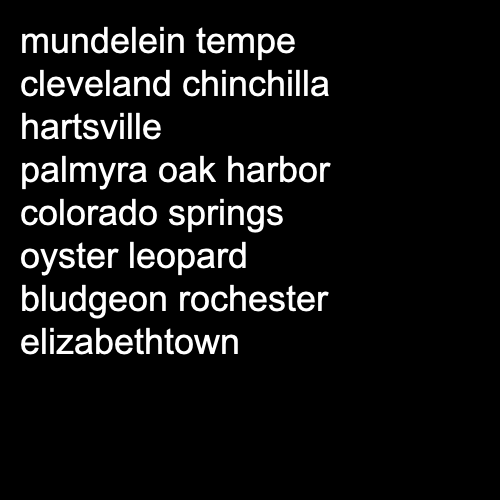 mundelein tempe
cleveland chinchilla
hartsville
palmyra oak harbor
colorado springs
oyster leopard
bludgeon rochester
elizabethtown